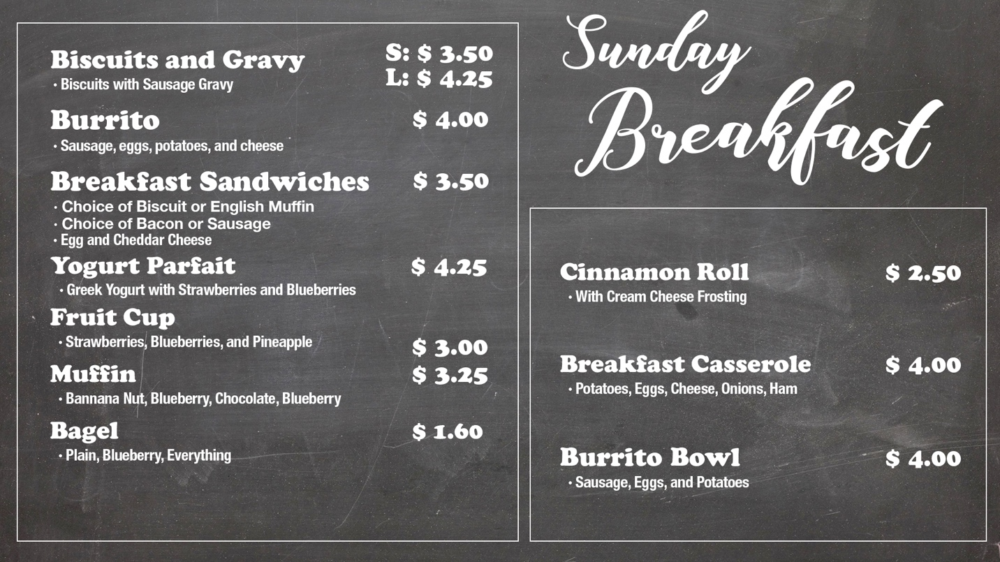 Sunday
Breakfast
Biscuits and Gravy S: $ 3.50
L: $ 4.25
• Biscuits with Sausage Gravy
Burrito $ 4.00
• Sausage, eggs, potatoes, and cheese
Breakfast Sandwiches $ 3.50
• Choice of Biscuit or English Muffin
• Choice of Bacon or Sausage
• Egg and Cheddar Cheese
Yogurt Parfait $ 4.25
• Greek Yogurt with Strawberries and Blueberries
Fruit Cup
• Strawberries, Blueberries, and Pineapple
$ 3.00
Muffin $ 3.25
• Bannana Nut, Blueberry, Chocolate, Blueberry
Bagel $ 1.60
• Plain, Blueberry, Everything
Cinnamon Roll $ 2.50
• With Cream Cheese Frosting
Breakfast Casserole $ 4.00
• Potatoes, Eggs, Cheese, Onions, Ham
Burrito Bowl $ 4.00
• Sausage, Eggs, and Potatoes